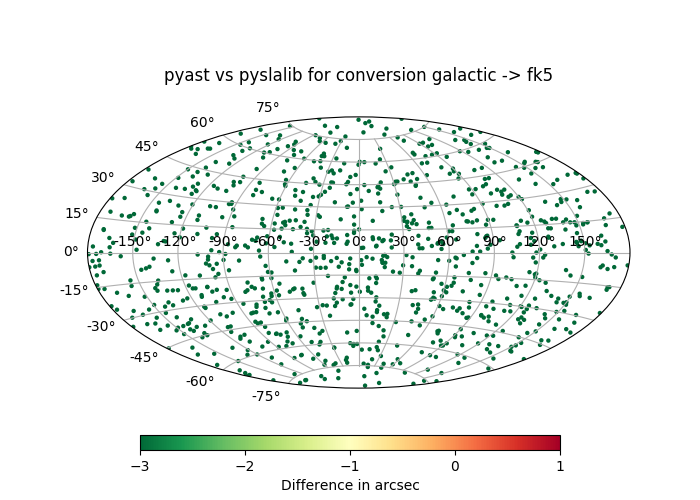 pyast vs pyslalib for conversion galactic -> fk5
75°
60°
45°
30°
15°
-150° -120° -90° -60° -30° 0° 30° 60° 90° 120° 150°
0°
-15°
-30°
-45°
-60°
-75°
−3 −2 −1 0 1
Difference in arcsec